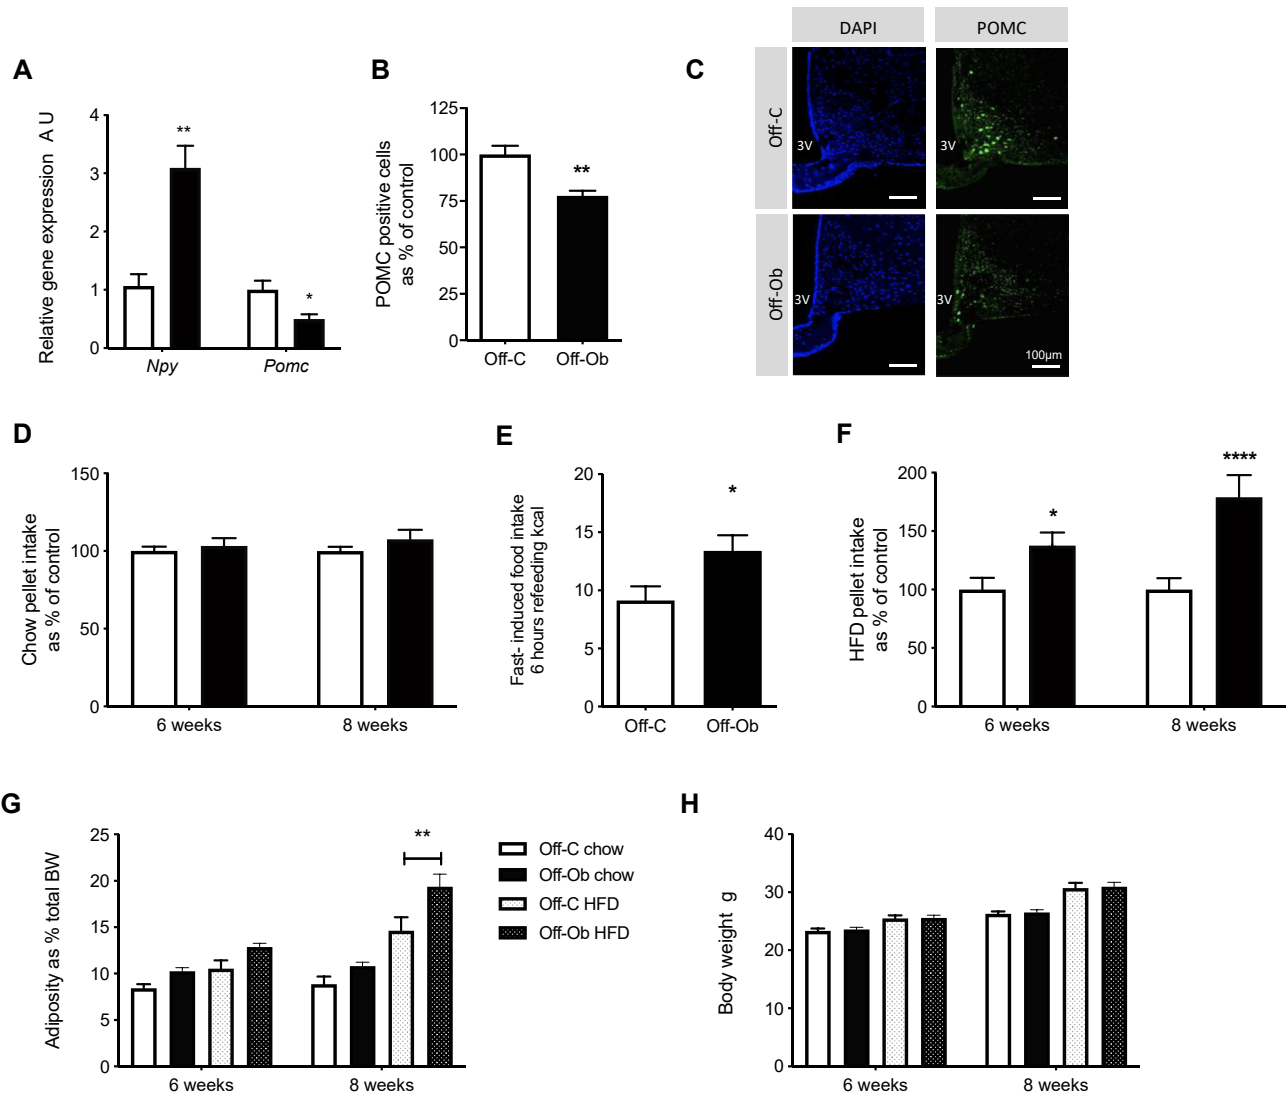 A
Relative gene expression A U
4
3
2
1
0
**
*
Npy
Pomc
B
POMC positive cells
as % of control
125
100
75
50
25
0
**
Off-C
Off-Ob
C
DAPI
POMC
Off-C
3V
3V
Off-Ob
3V
3V
100µm
D
Chow pellet intake
as % of control
150
100
50
0
6 weeks
8 weeks
E
Fast- induced food intake
6 hours refeeding kcal
20
15
10
5
0
*
Off-C
Off-Ob
F
HFD pellet intake
as % of control
200
150
100
50
0
*
****
6 weeks
8 weeks
G
Adiposity as % total BW
25
20
15
10
5
0
**
6 weeks
8 weeks
Off-C chow
Off-Ob chow
Off-C HFD
Off-Ob HFD
H
Body weight g
40
30
20
10
0
6 weeks
8 weeks